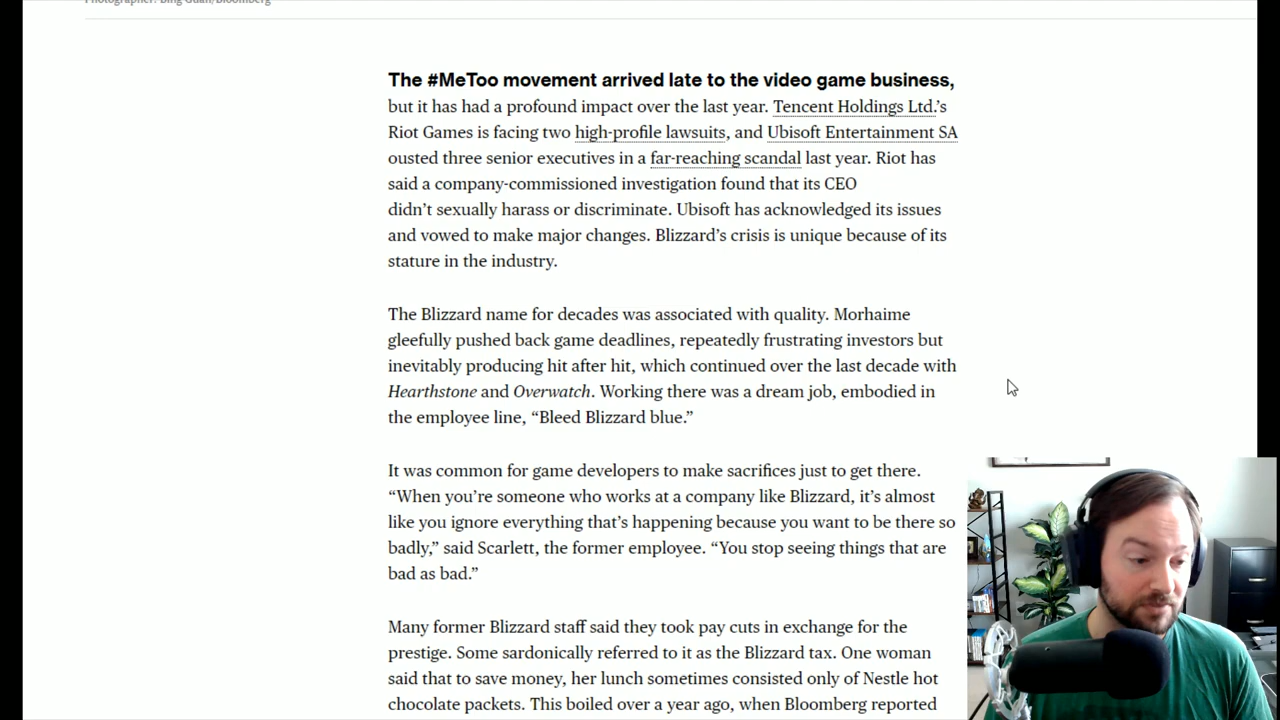 Photographer: Bing Guan/Bloomberg
The #MeToo movement arrived late to the video game business,
but it has had a profound impact over the last year. Tencent Holdings Ltd.’s
Riot Games is facing two high-profile lawsuits, and Ubisoft Entertainment SA
ousted three senior executives in a far-reaching scandal last year. Riot has
said a company-commissioned investigation found that its CEO
didn’t sexually harass or discriminate. Ubisoft has acknowledged its issues
and vowed to make major changes. Blizzard’s crisis is unique because of its
stature in the industry.
The Blizzard name for decades was associated with quality. Morhaime
gleefully pushed back game deadlines, repeatedly frustrating investors but
inevitably producing hit after hit, which continued over the last decade with
Hearthstone and Overwatch. Working there was a dream job, embodied in
the employee line, “Bleed Blizzard blue.”
It was common for game developers to make sacrifices just to get there.
“When you’re someone who works at a company like Blizzard, it’s almost
like you ignore everything that’s happening because you want to be there so
badly,” said Scarlett, the former employee. “You stop seeing things that are
bad as bad.”
Many former Blizzard staff said they took pay cuts in exchange for the
prestige. Some sardonically referred to it as the Blizzard tax. One woman
said that to save money, her lunch sometimes consisted only of Nestle hot
chocolate packets. This boiled over a year ago, when Bloomberg reported